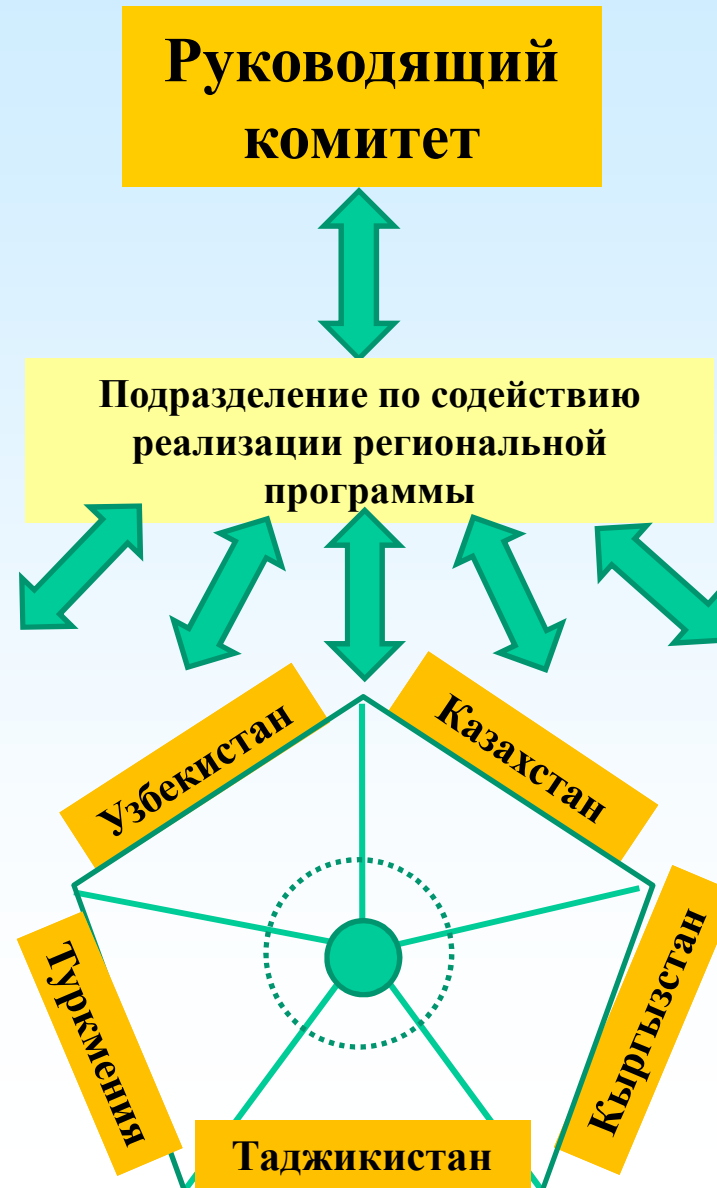 Руководящий
комитет
Подразделение по содействию
реализации региональной
программы
Узбекистан
Казахстан
Туркмения
Кыргызстан
Таджикистан